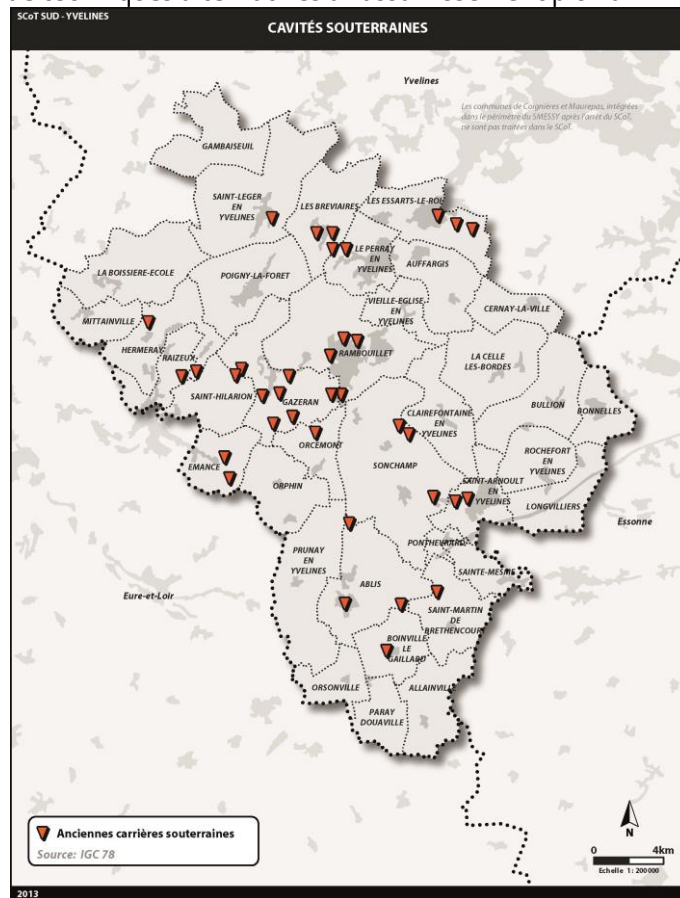 SCoT SUD - YVELINES
CAVITÉS SOUTERRAINES
Yvelines
Les communes de Coignières et Maurepas, intégrées
dans le périmètre du SMESSY après l'arrêt du SCoT,
ne sont pas traitées dans le SCoT.
GAMBAISEUIL
SAINT-LEGER
EN
YVELINES
LES BREVIAIRES
LES ESSARTS-LE-ROI
LE PERRAY
EN
YVELINES
AUFFARGIS
LA BOISSIERE-ECOLE
POIGNY-LA-FORET
VIEILLE-EGLISE
EN
YVELINES
CERNAY-LA-VILLE
MITTAINVILLE
HERMERAY
RAIZEUX
RAMBOUILLET
LA CELLE
LES-BORDES
SAINT-HILARION
GAZERAN
CLAIREFONTAINE
EN
YVELINES
BULLION
BONNELLES
ORCEMONT
ROCHEFORT
EN
YVELINES
EMANCE
SONCHAMP
ORPHIN
SAINT-ARNOULT
EN
YVELINES
LONGVILLIERS
Essonne
PRUNAY
EN
YVELINES
PONTHEVRARD
SAINTE-MESME
ABLIS
Eure-et-Loir
SAINT-MARTIN
DE
BRETHENCOURT
BOINVILLE
LE
GAILLARD
ORSONVILLE
ALLAINVILLE
PARAY
DOUAVILLE
Anciennes carrières souterraines
Source: IGC 78
N
0 4km
Echelle 1: 200000
2013